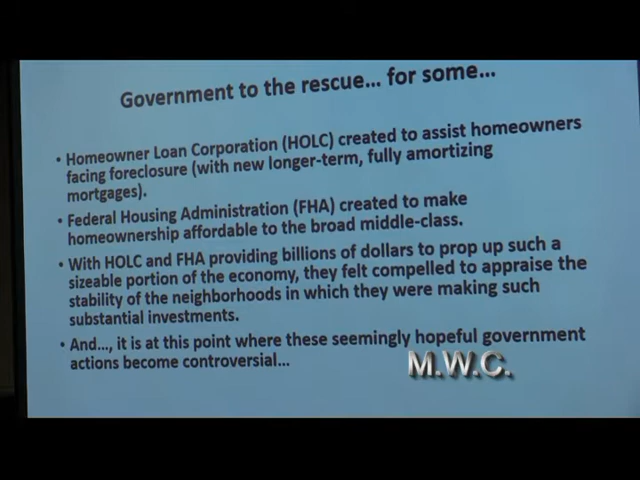 Government to the rescue... for some...
• Homeowner Loan Corporation (HOLC) created to assist homeowners
facing foreclosure (with new longer-term, fully amortizing
mortgages).
• Federal Housing Administration (FHA) created to make
homeownership affordable to the broad middle-class.
• With HOLC and FHA providing billions of dollars to prop up such a
sizeable portion of the economy, they felt compelled to appraise the
stability of the neighborhoods in which they were making such
substantial investments.
• And..., it is at this point where these seemingly hopeful government
actions become controversial...
M.W.C.